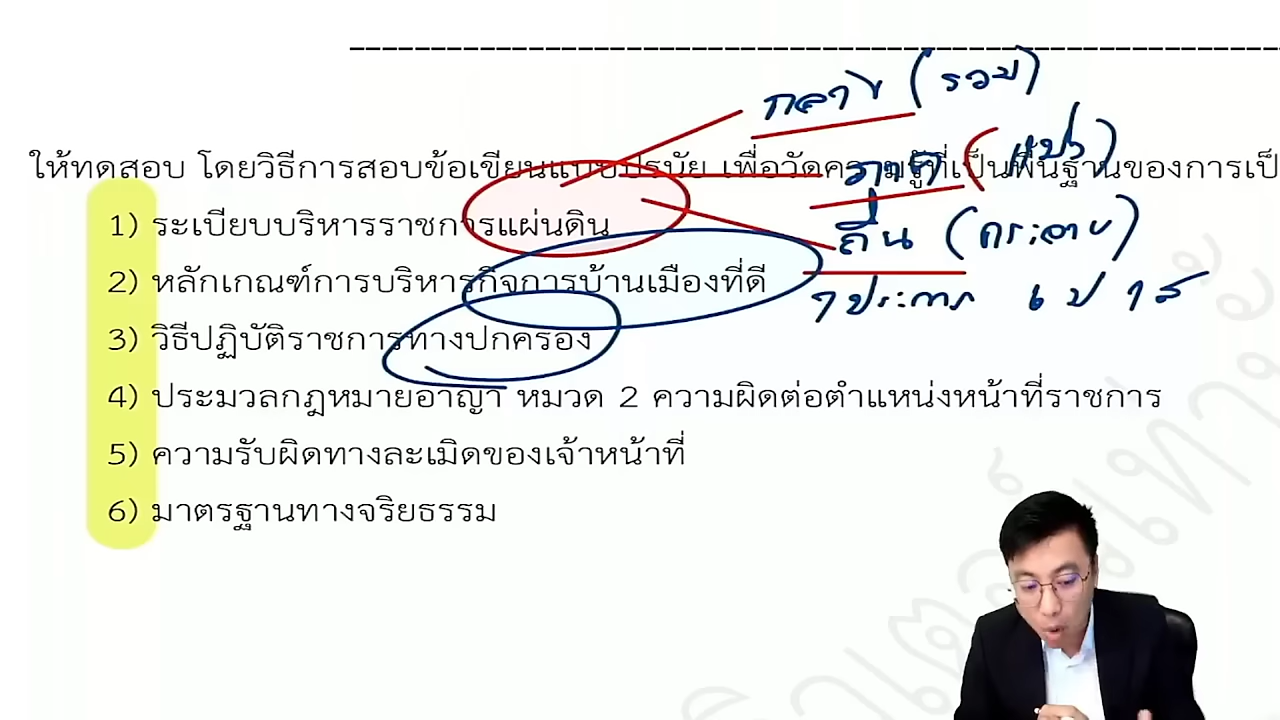 กลาง (รวม)
ให้ทดสอบ โดยวิธีการสอบข้อเขียนแบบปรนัย เพื่อวัดความรู้ที่เป็นพื้นฐานของการเป็
ภูมิ (แบ่ง)
1) ระเบียบบริหารราชการแผ่นดิน
ถิ่น (กระจาย)
2) หลักเกณฑ์การบริหารกิจการบ้านเมืองที่ดี
7 ประการ 6 ป 1 ส
3) วิธีปฏิบัติราชการทางปกครอง
4) ประมวลกฎหมายอาญา หมวด 2 ความผิดต่อตำแหน่งหน้าที่ราชการ
5) ความรับผิดทางละเมิดของเจ้าหน้าที่
6) มาตรฐานทางจริยธรรม